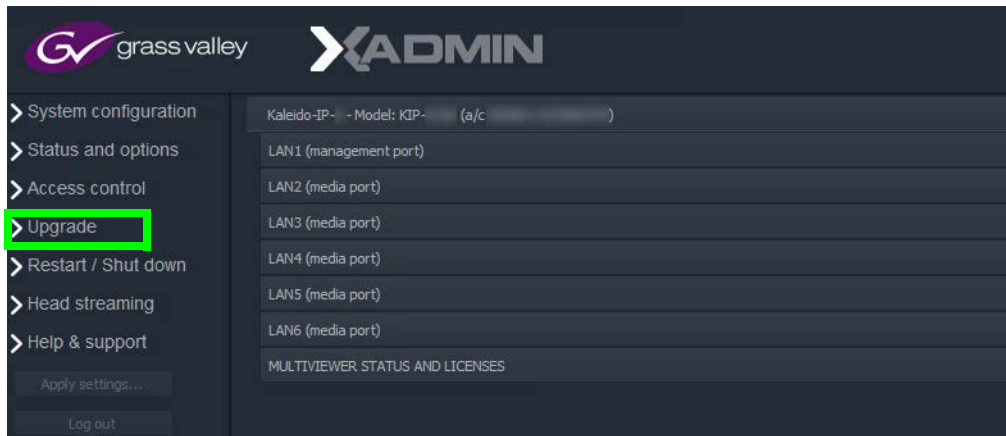 GV grass valley
XADMIN
System configuration
Status and options
Access control
Upgrade
Restart / Shut down
Head streaming
Help & support
Apply settings...
Log out
Kaleido-IP- - Model: KIP- (a/c )
LAN1 (management port)
LAN2 (media port)
LAN3 (media port)
LAN4 (media port)
LAN5 (media port)
LAN6 (media port)
MULTIVIEWER STATUS AND LICENSES